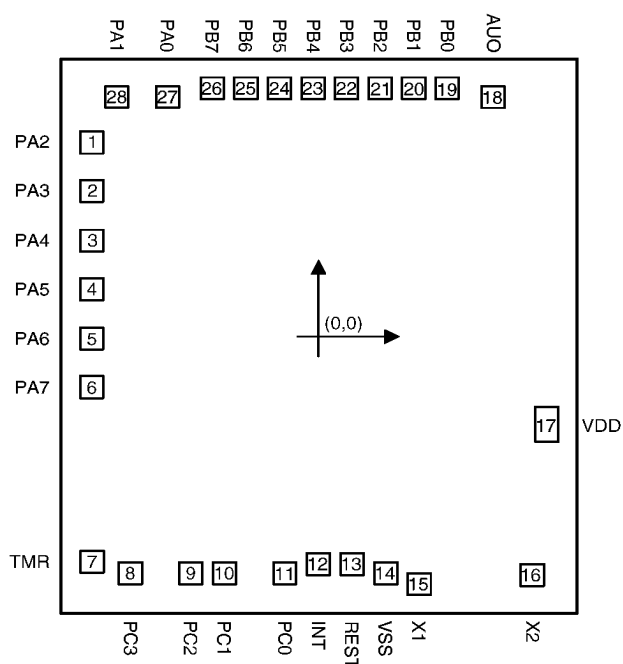 PA1 PA0 PB7 PB6 PB5 PB4 PB3 PB2 PB1 PB0 AUO
28 27 26 25 24 23 22 21 20 19 18
PA2 1
PA3 2
PA4 3
PA5 4
(0,0)
PA6 5
PA7 6
17 VDD
TMR 7
8 9 10 11 12 13 14 15 16
PC3 PC2 PC1 PC0 INT REST VSS X1 X2